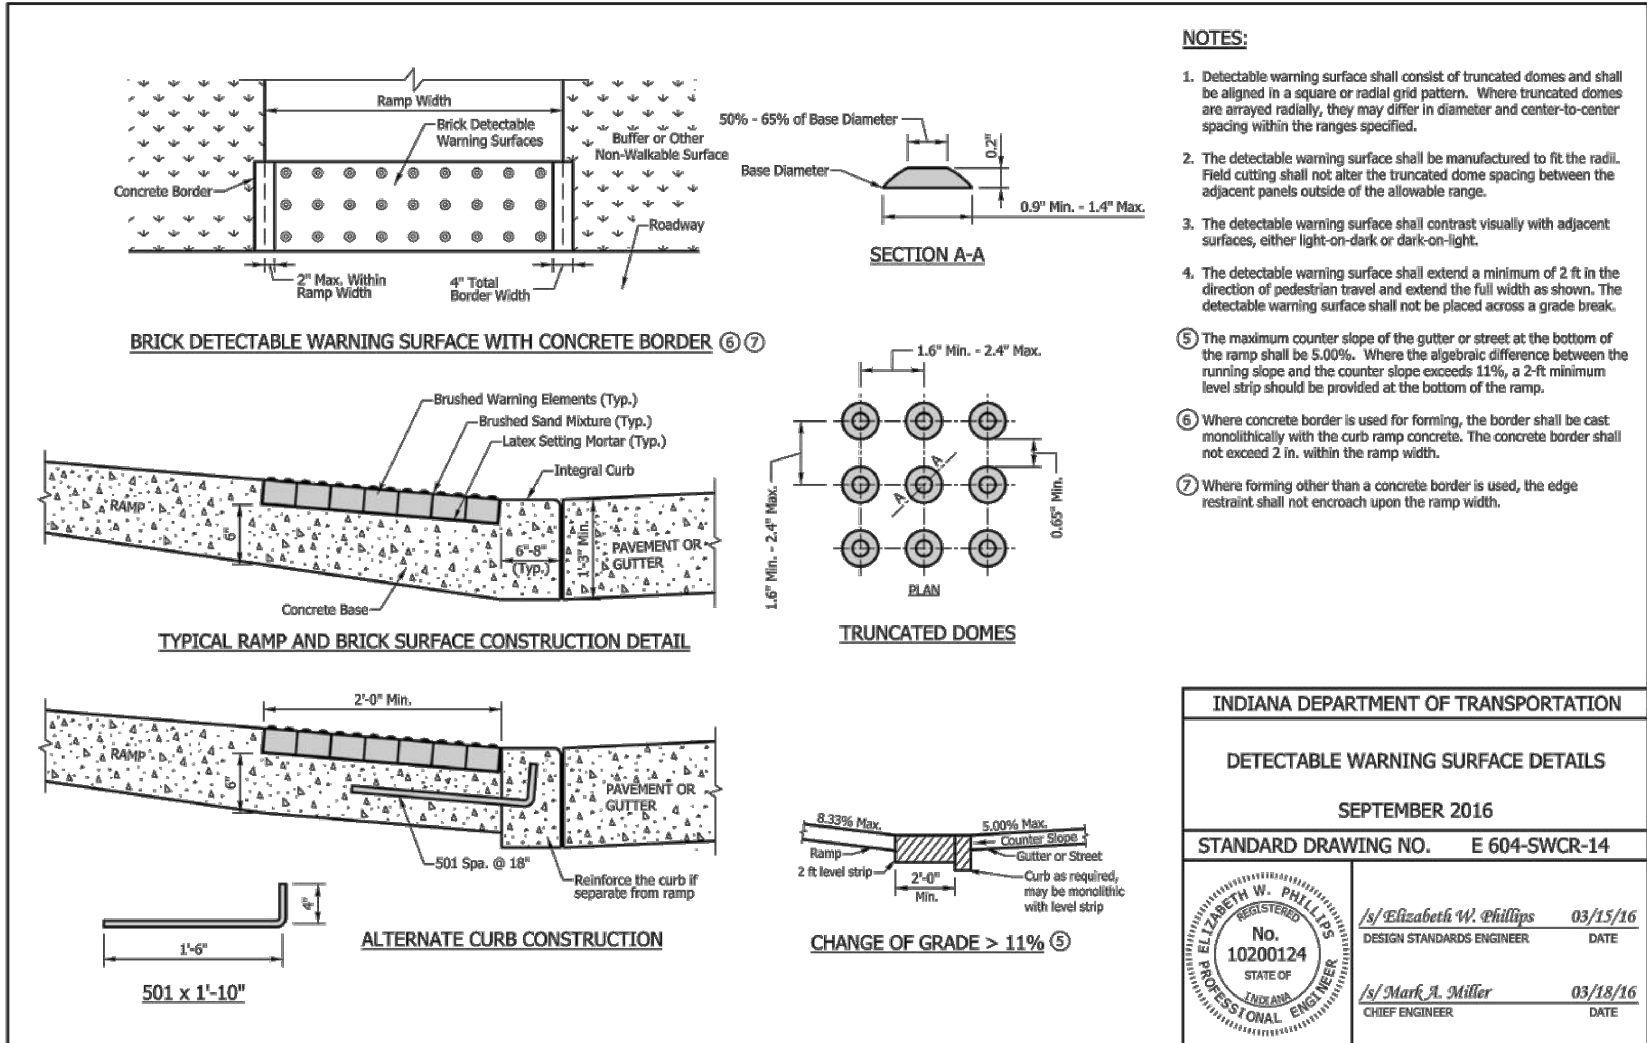 Ramp Width
Brick Detectable
Warning Surfaces
Buffer or Other
Non-Walkable Surface
Concrete Border
Roadway
2" Max. Within
Ramp Width
4" Total
Border Width
BRICK DETECTABLE WARNING SURFACE WITH CONCRETE BORDER ⑥ ⑦
50% - 65% of Base Diameter
0.2"
Base Diameter
0.9" Min. - 1.4" Max.
SECTION A-A
Brushed Warning Elements (Typ.)
Brushed Sand Mixture (Typ.)
Latex Setting Mortar (Typ.)
Integral Curb
RAMP
6"
6"-8"
(Typ.)
1'-3" Min.
PAVEMENT OR
GUTTER
Concrete Base
TYPICAL RAMP AND BRICK SURFACE CONSTRUCTION DETAIL
1.6" Min. - 2.4" Max.
1.6" Min. - 2.4" Max.
0.65" Min.
A
A
PLAN
TRUNCATED DOMES
2'-0" Min.
RAMP
6"
PAVEMENT OR
GUTTER
501 Spa. @ 18"
Reinforce the curb if
separate from ramp
4"
1'-6"
501 x 1'-10"
ALTERNATE CURB CONSTRUCTION
8.33% Max.
5.00% Max.
Counter Slope
Ramp
Gutter or Street
2 ft level strip
2'-0"
Min.
Curb as required,
may be monolithic
with level strip
CHANGE OF GRADE > 11% ⑤
NOTES:
1. Detectable warning surface shall consist of truncated domes and shall
be aligned in a square or radial grid pattern. Where truncated domes
are arrayed radially, they may differ in diameter and center-to-center
spacing within the ranges specified.
2. The detectable warning surface shall be manufactured to fit the radii.
Field cutting shall not alter the truncated dome spacing between the
adjacent panels outside of the allowable range.
3. The detectable warning surface shall contrast visually with adjacent
surfaces, either light-on-dark or dark-on-light.
4. The detectable warning surface shall extend a minimum of 2 ft in the
direction of pedestrian travel and extend the full width as shown. The
detectable warning surface shall not be placed across a grade break.
⑤ The maximum counter slope of the gutter or street at the bottom of
the ramp shall be 5.00%. Where the algebraic difference between the
running slope and the counter slope exceeds 11%, a 2-ft minimum
level strip should be provided at the bottom of the ramp.
⑥ Where concrete border is used for forming, the border shall be cast
monolithically with the curb ramp concrete. The concrete border shall
not exceed 2 in. within the ramp width.
⑦ Where forming other than a concrete border is used, the edge
restraint shall not encroach upon the ramp width.
INDIANA DEPARTMENT OF TRANSPORTATION
DETECTABLE WARNING SURFACE DETAILS
SEPTEMBER 2016
STANDARD DRAWING NO. E 604-SWCR-14
ELIZABETH W. PHILLIPS
REGISTERED
No.
10200124
STATE OF
INDIANA
PROFESSIONAL ENGINEER
/s/ Elizabeth W. Phillips 03/15/16
DESIGN STANDARDS ENGINEER DATE
/s/ Mark A. Miller 03/18/16
CHIEF ENGINEER DATE